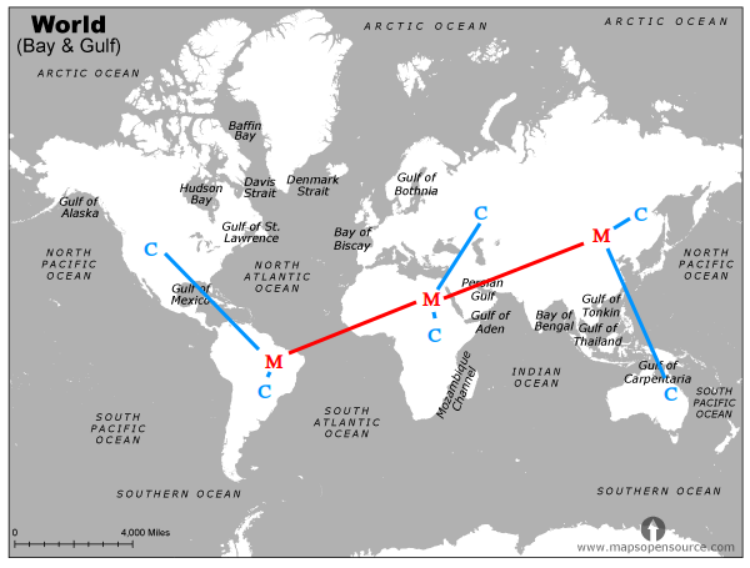 World
(Bay & Gulf)
ARCTIC OCEAN
ARCTIC OCEAN
ARCTIC OCEAN
Baffin
Bay
Hudson
Bay
Davis
Strait
Denmark
Strait
Gulf of
Bothnia
Gulf of
Alaska
Gulf of St.
Lawrence
Bay of
Biscay
C
C
C
M
NORTH
PACIFIC
OCEAN
NORTH
ATLANTIC
OCEAN
NORTH
PACIFIC
OCEAN
Gulf of
Mexico
Persian
Gulf
M
Gulf of
Aden
Bay of
Bengal
Gulf of
Tonkin
Gulf of
Thailand
C
M
C
Mozambique
Channel
INDIAN
OCEAN
Gulf of
Carpentaria
C
SOUTH
PACIFIC
OCEAN
SOUTH
PACIFIC
OCEAN
SOUTH
ATLANTIC
OCEAN
SOUTHERN OCEAN
SOUTHERN OCEAN
0
4,000 Miles
www.mapsopensource.com